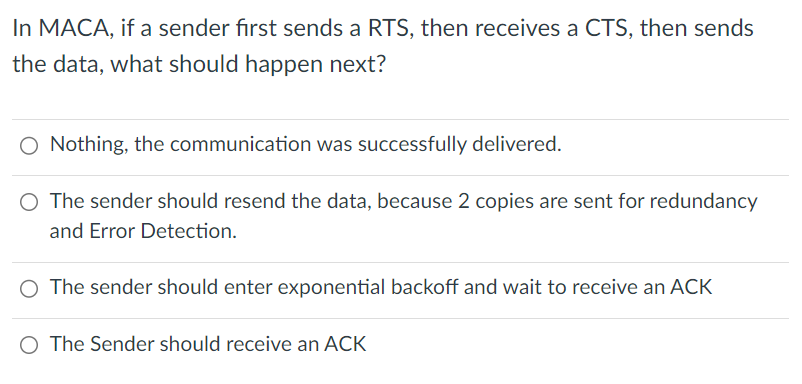 In MACA, if a sender first sends a RTS, then receives a CTS, then sends
the data, what should happen next?
Nothing, the communication was successfully delivered.
The sender should resend the data, because 2 copies are sent for redundancy
and Error Detection.
The sender should enter exponential backoff and wait to receive an ACK
The Sender should receive an ACK